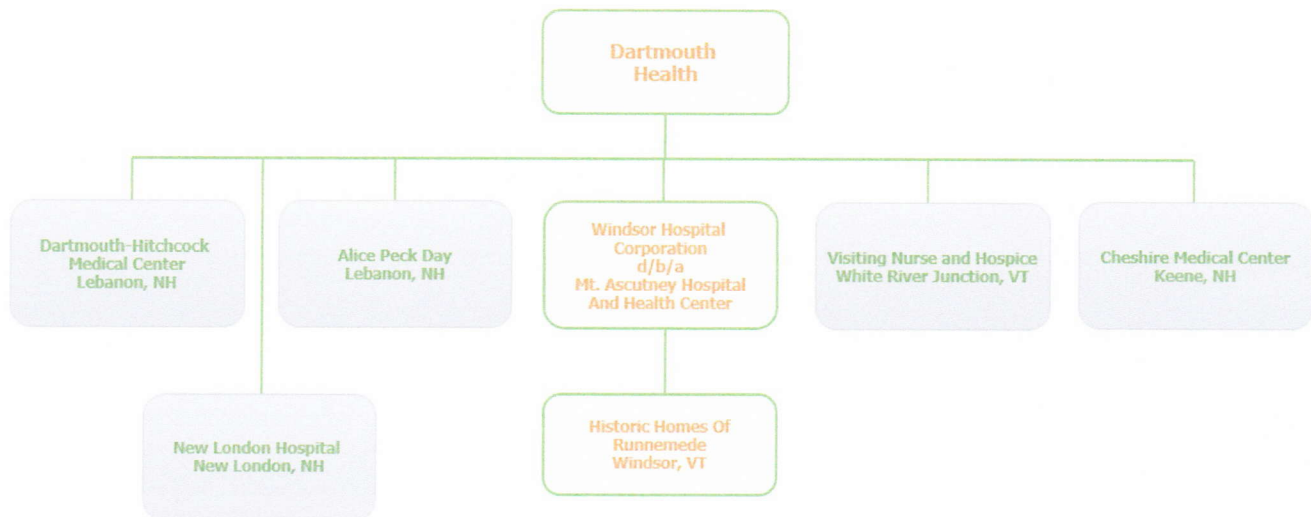 Dartmouth
Health
Dartmouth-Hitchcock
Medical Center
Lebanon, NH
Alice Peck Day
Lebanon, NH
Windsor Hospital
Corporation
d/b/a
Mt. Ascutney Hospital
And Health Center
Visiting Nurse and Hospice
White River Junction, VT
Cheshire Medical Center
Keene, NH
New London Hospital
New London, NH
Historic Homes Of
Runnemede
Windsor, VT